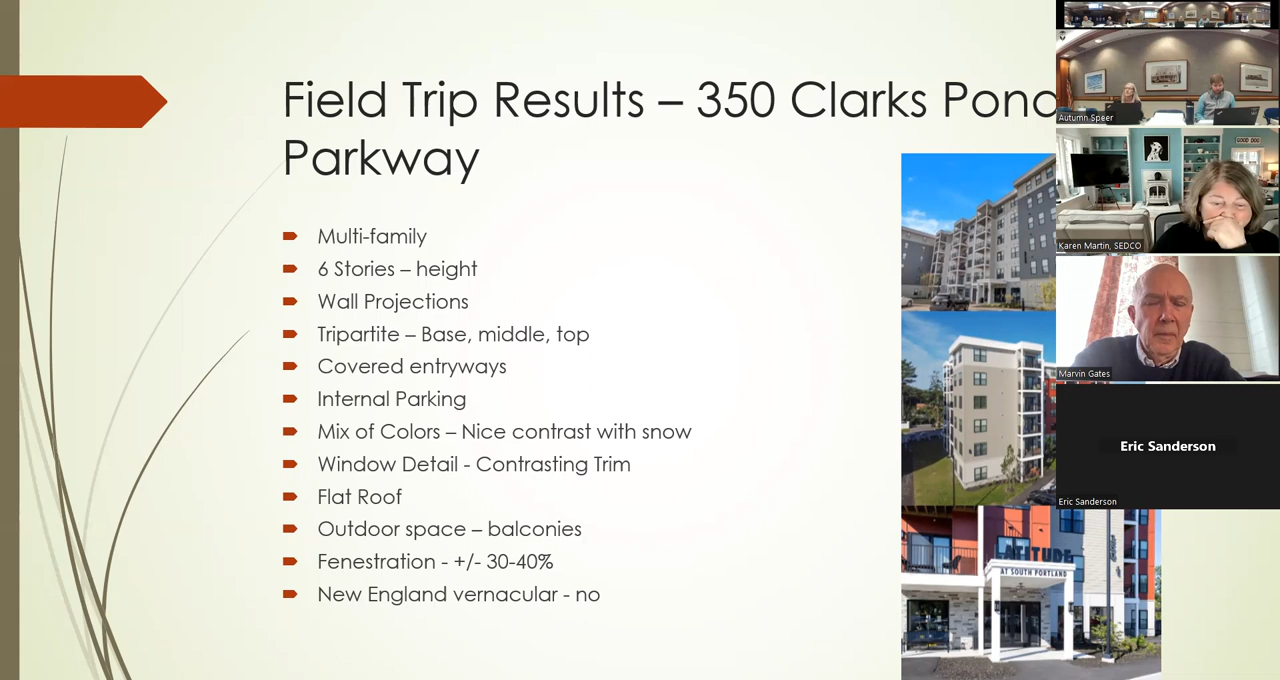 Field Trip Results – 350 Clarks Pond
Parkway
Multi-family
6 Stories – height
Wall Projections
Tripartite – Base, middle, top
Covered entryways
Internal Parking
Mix of Colors – Nice contrast with snow
Window Detail - Contrasting Trim
Flat Roof
Outdoor space – balconies
Fenestration - +/- 30-40%
New England vernacular - no
LATITUDE
AT SOUTH PORTLAND
Autumn Speer
GOOD DOG
Karen Martin, SEDCO
Marvin Gates
Eric Sanderson
Eric Sanderson